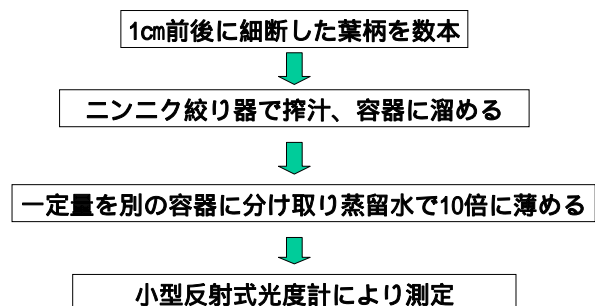 1cm前後に細断した葉柄を数本
ニンニク絞り器で搾汁、容器に溜める
一定量を別の容器に分け取り蒸留水で10倍に薄める
小型反射式光度計により測定